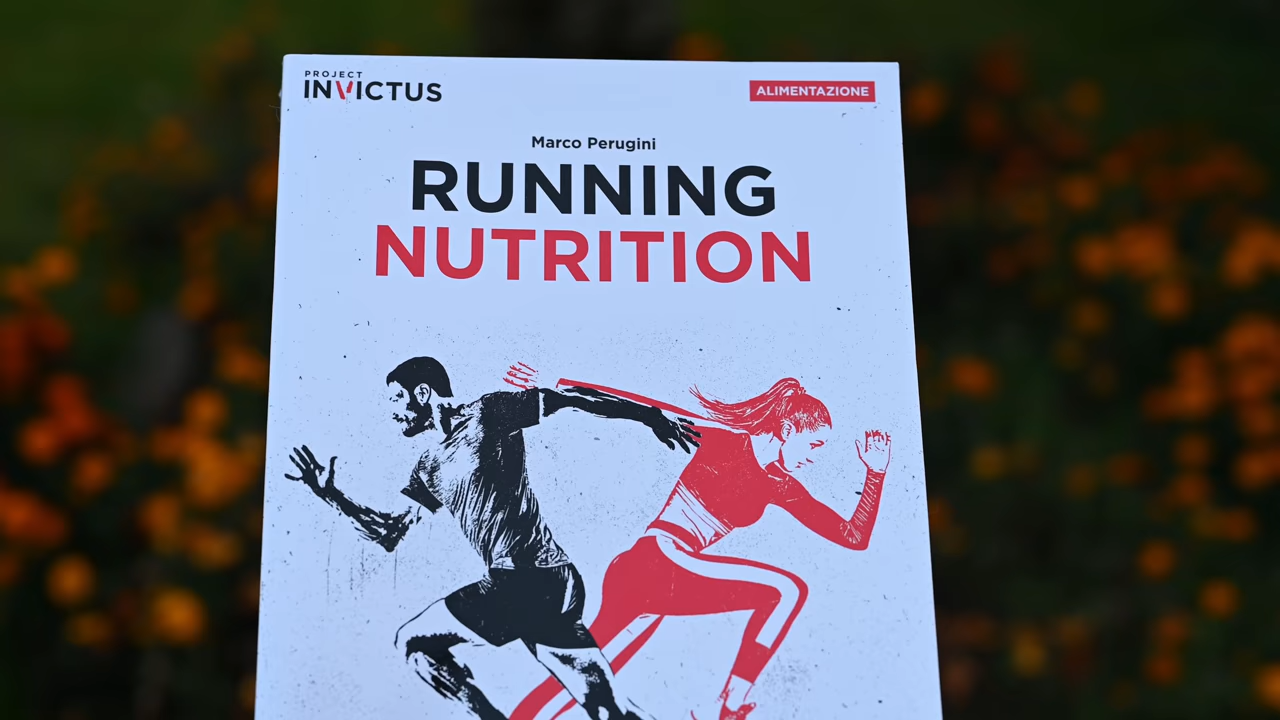 PROJECT
INVICTUS
ALIMENTAZIONE
Marco Perugini
RUNNING
NUTRITION